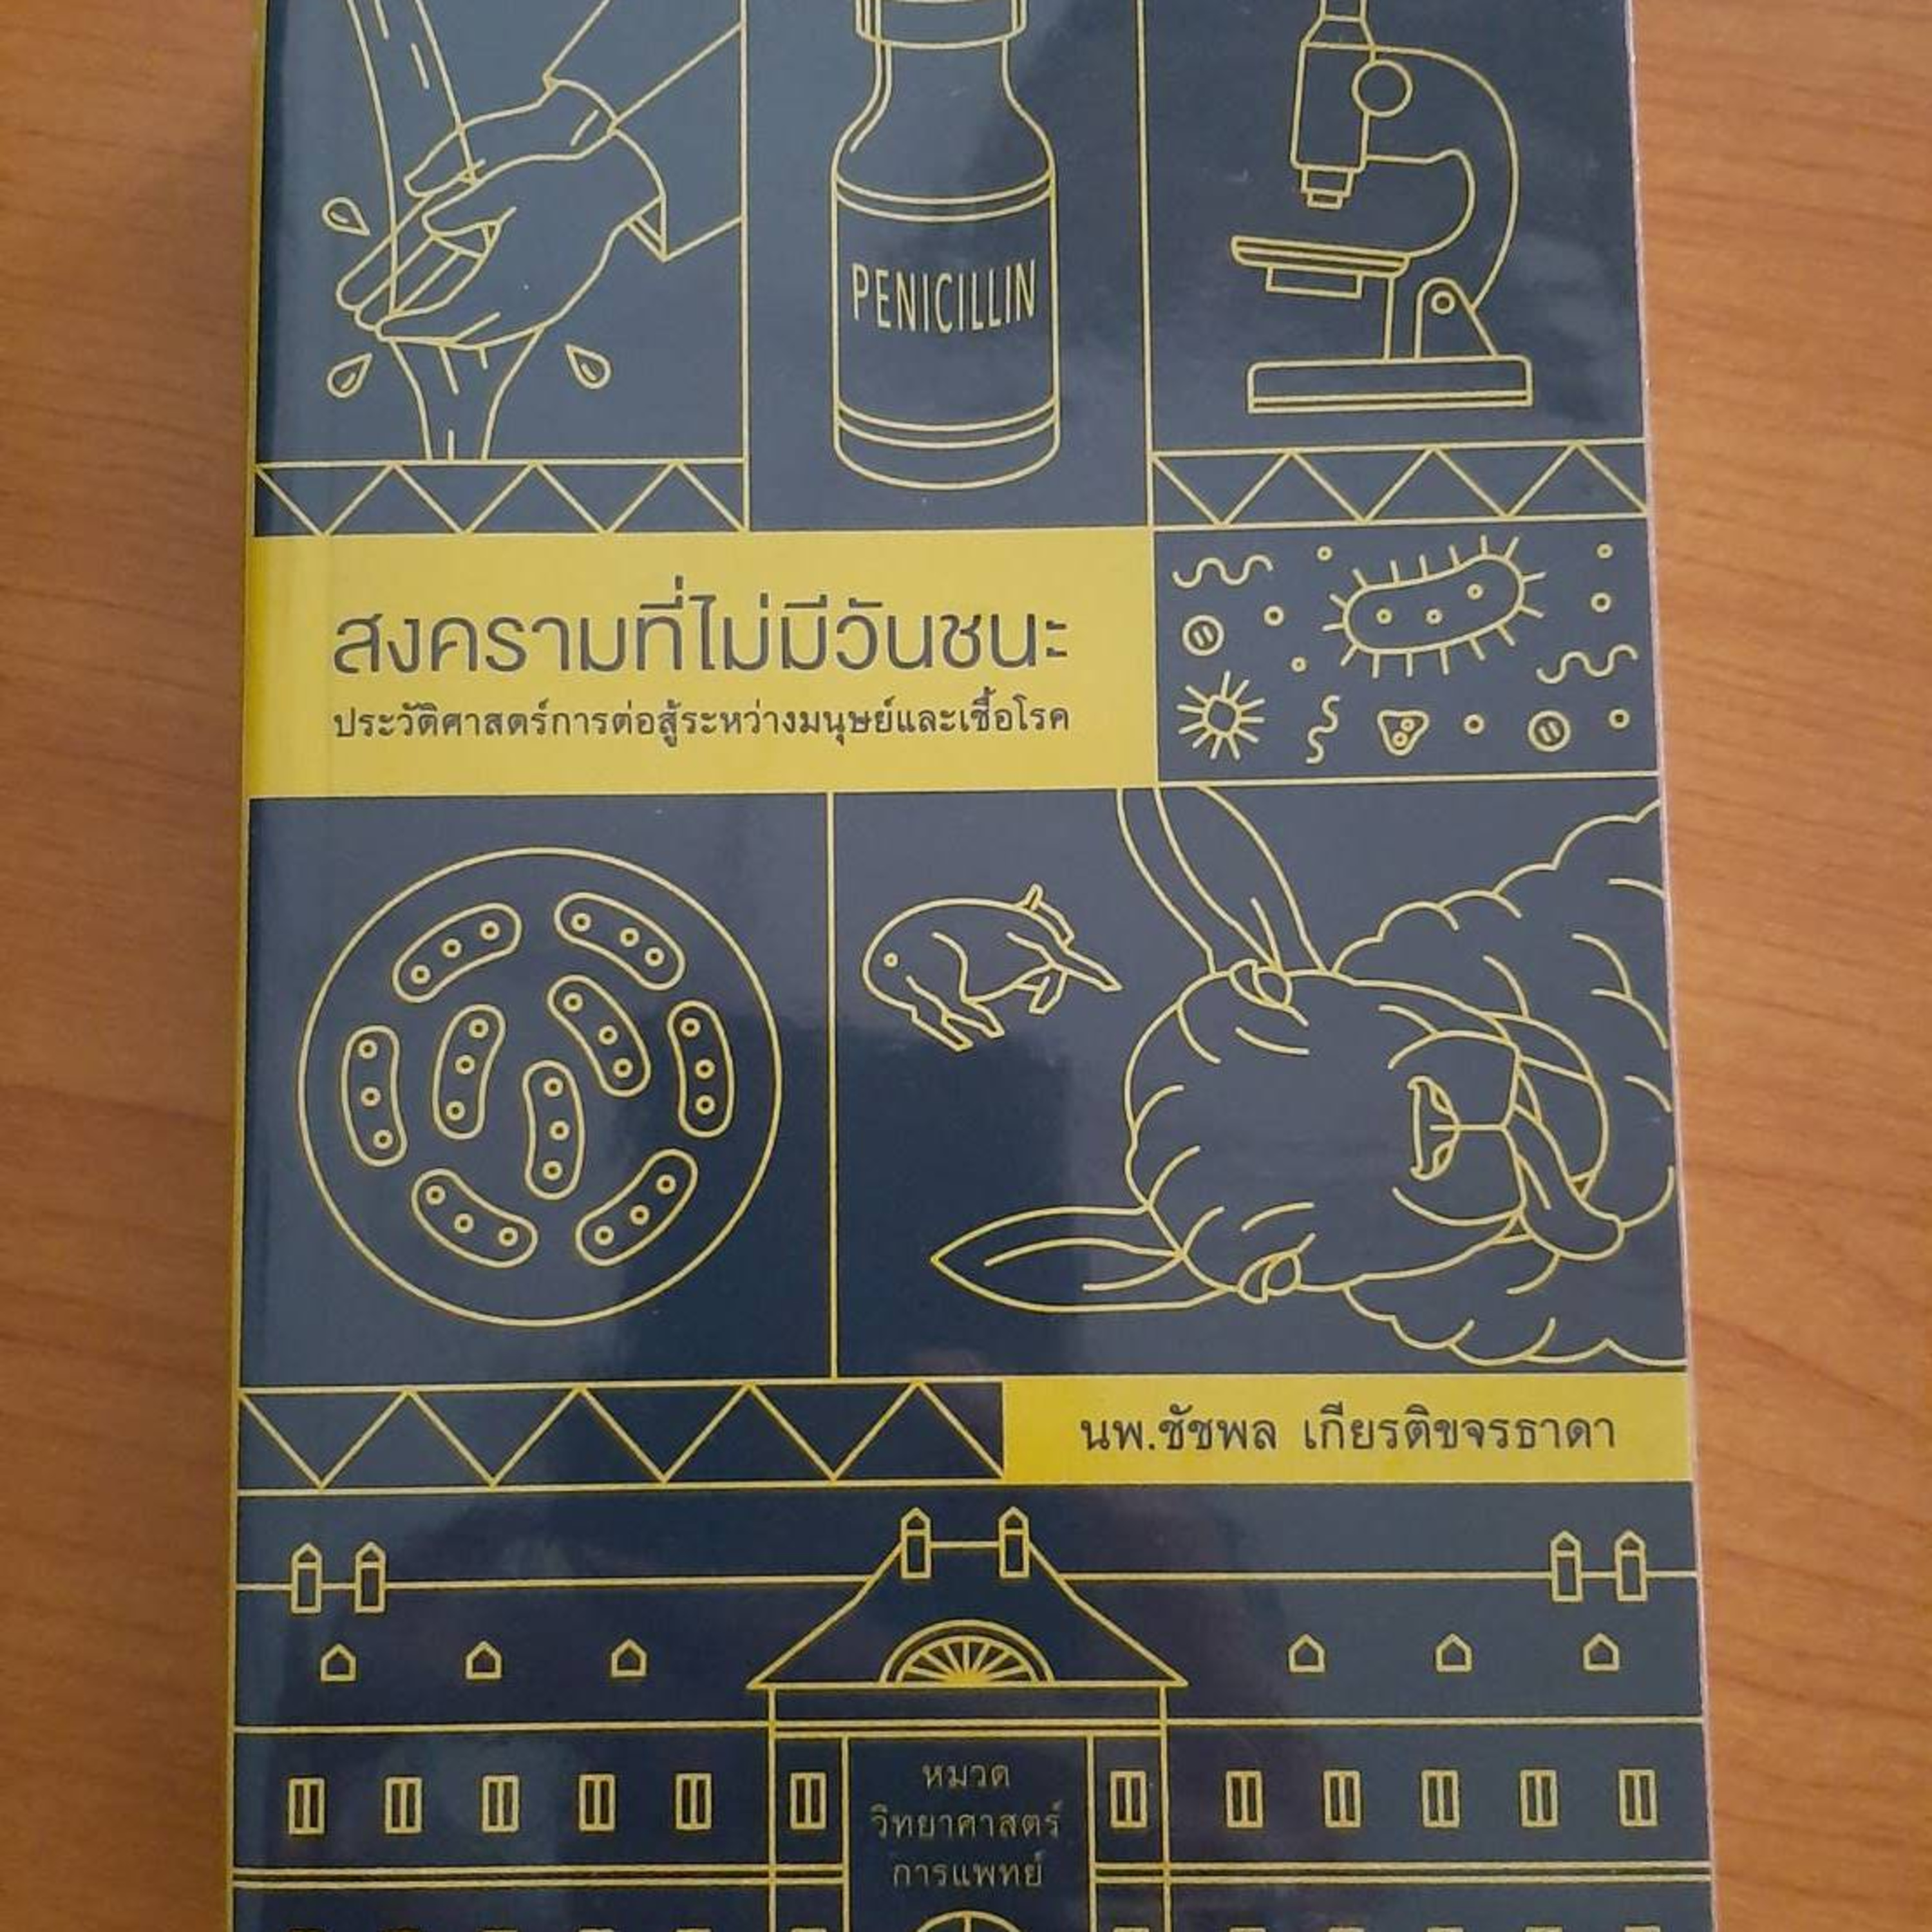 PENICILLIN
สงครามที่ไม่มีวันชนะ
ประวัติศาสตร์การต่อสู้ระหว่างมนุษย์และเชื้อโรค
นพ.ชัชพล เกียรติขจรธาดา
หมวด
วิทยาศาสตร์
การแพทย์